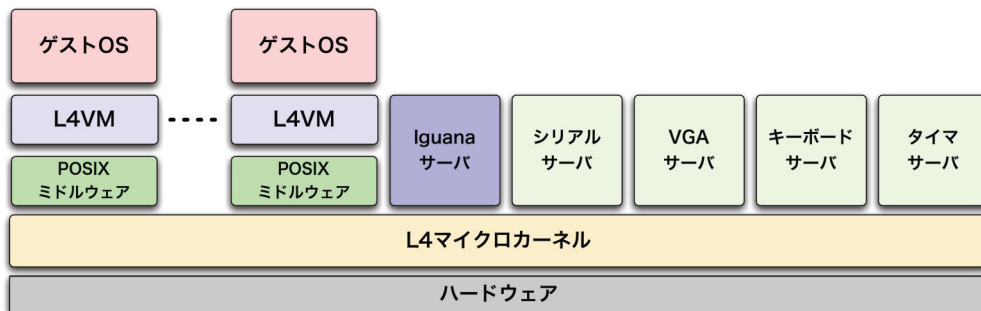 ゲストOS
ゲストOS
L4VM
L4VM
POSIX
ミドルウェア
POSIX
ミドルウェア
Iguana
サーバ
シリアル
サーバ
VGA
サーバ
キーボード
サーバ
タイマ
サーバ
L4マイクロカーネル
ハードウェア